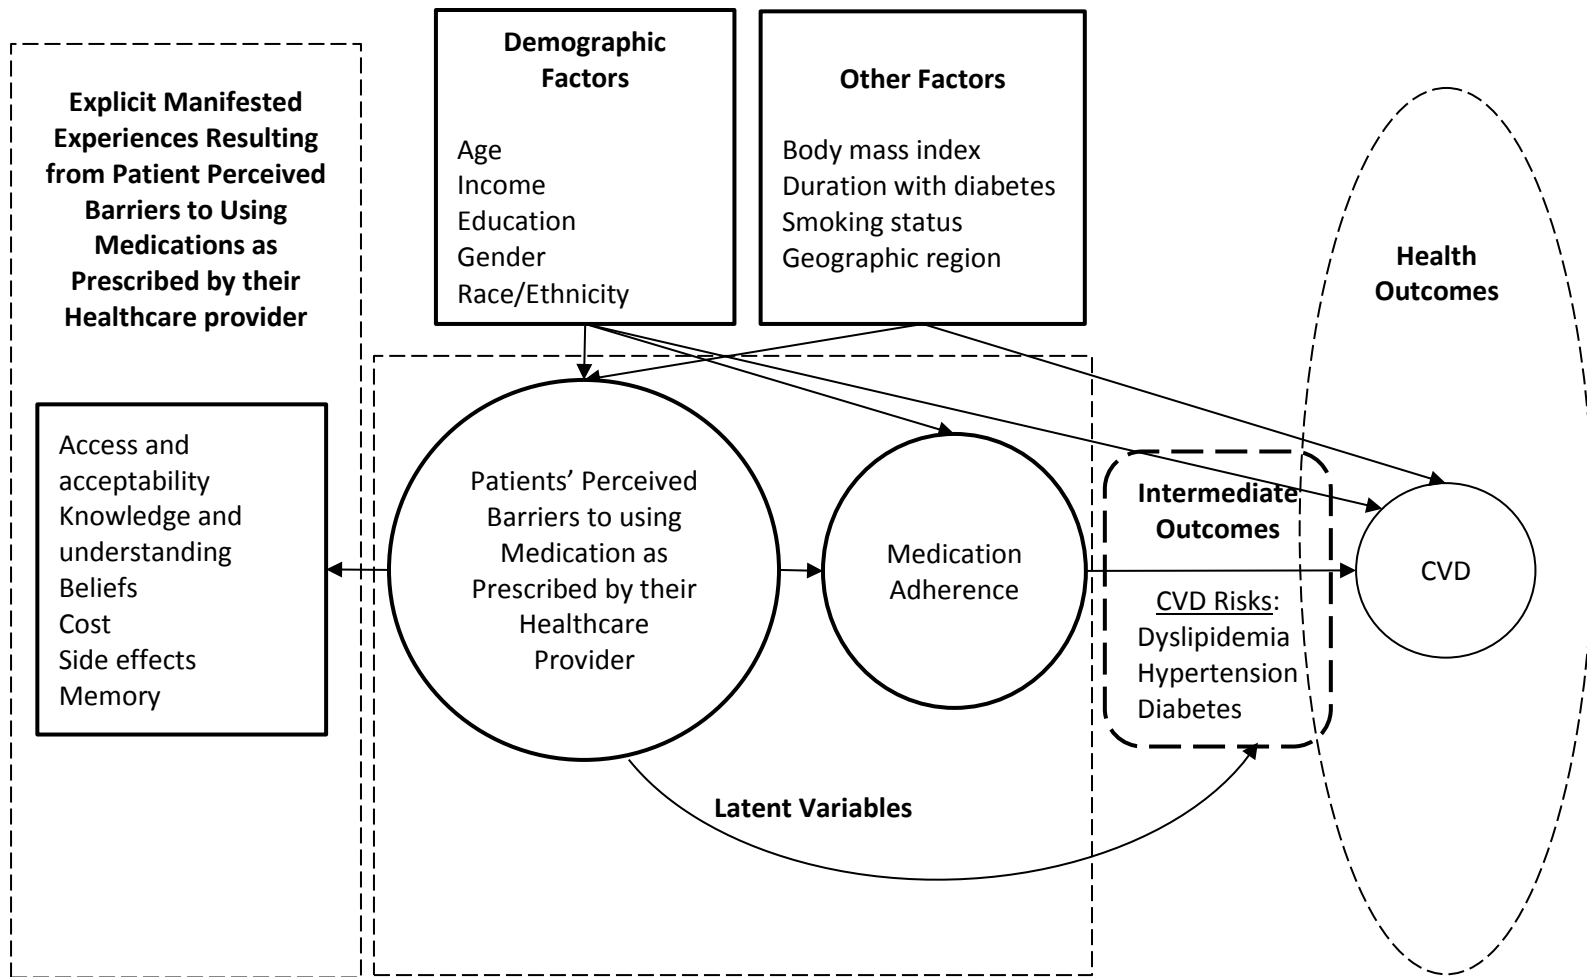 Explicit Manifested
Experiences Resulting
from Patient Perceived
Barriers to Using
Medications as
Prescribed by their
Healthcare provider
Access and
acceptability
Knowledge and
understanding
Beliefs
Cost
Side effects
Memory
Demographic
Factors
Age
Income
Education
Gender
Race/Ethnicity
Other Factors
Body mass index
Duration with diabetes
Smoking status
Geographic region
Patients’ Perceived
Barriers to using
Medication as
Prescribed by their
Healthcare
Provider
Medication
Adherence
Latent Variables
Intermediate
Outcomes
CVD Risks:
Dyslipidemia
Hypertension
Diabetes
Health
Outcomes
CVD